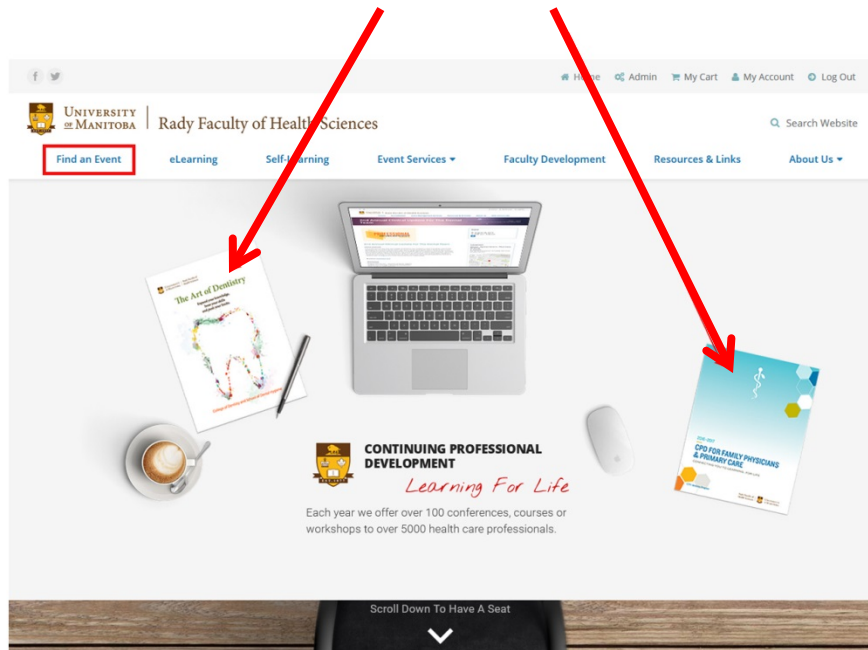 f
Home Admin My Cart My Account Log Out
UNIVERSITY
OF MANITOBA
Rady Faculty of Health Sciences
Search Website
Find an Event eLearning Self-Learning Event Services Faculty Development Resources & Links About Us
The Art of Dentistry
CPD FOR FAMILY PHYSICIANS
& PRIMARY CARE
CONTINUING PROFESSIONAL
DEVELOPMENT
Learning For Life
Each year we offer over 100 conferences, courses or
workshops to over 5000 health care professionals.
Scroll Down To Have A Seat